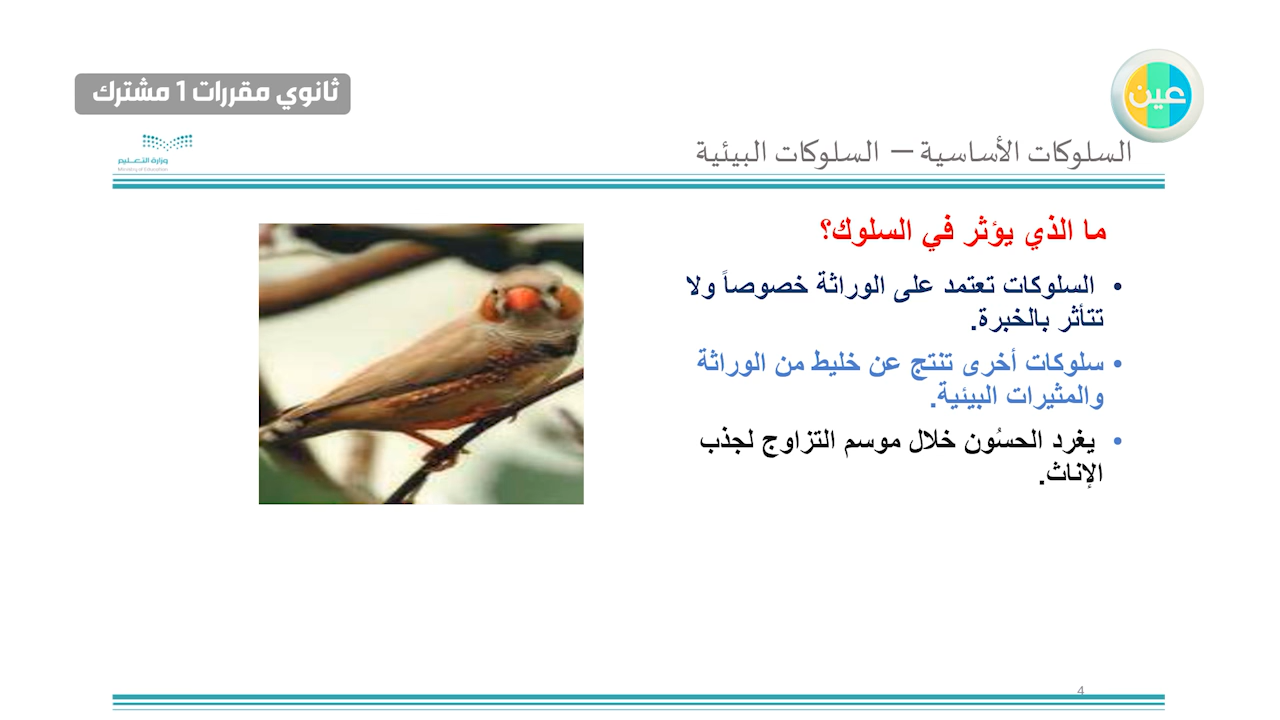 ثانوي مقررات 1 مشترك
عين
وزارة التعـليم
Ministry of Education
السلوكات الأساسية – السلوكات البيئية
ما الذي يؤثر في السلوك؟
• السلوكات تعتمد على الوراثة خصوصاً ولا
تتأثر بالخبرة.
• سلوكات أخرى تنتج عن خليط من الوراثة
والمثيرات البيئية.
• يغرد الحسُون خلال موسم التزاوج لجذب
الإناث.
4